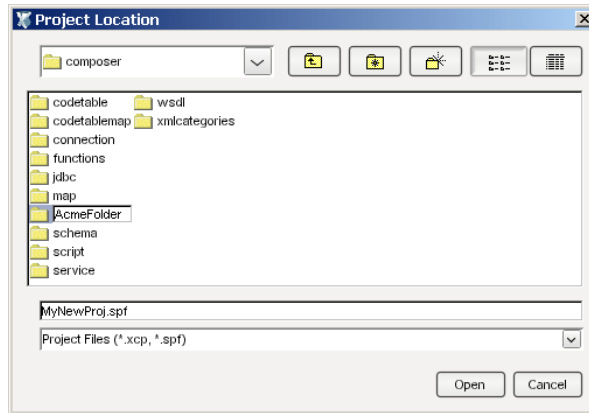 Project Location
composer
codetable wsdl
codetablemap xmlcategories
connection
functions
jdbc
map
AcmeFolder
schema
script
service
MyNewProj.spf
Project Files (*.xcp, *.spf)
Open Cancel